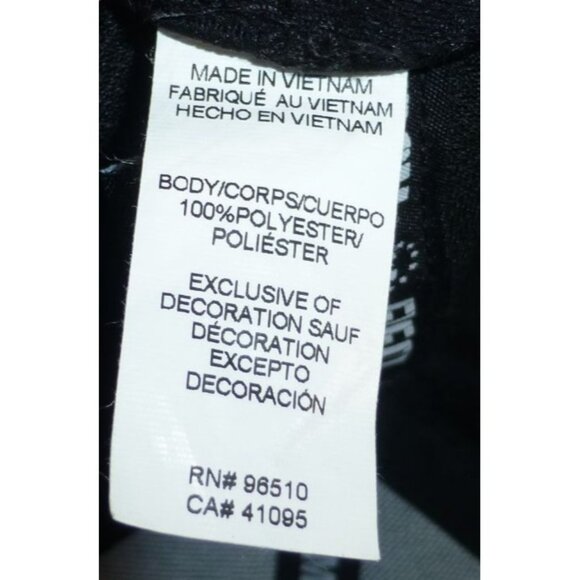 MADE IN VIETNAM
FABRIQUÉ AU VIETNAM
HECHO EN VIETNAM
BODY/CORPS/CUERPO
100%POLYESTER/
POLIÉSTER
EXCLUSIVE OF
DECORATION SAUF
DÉCORATION
EXCEPTO
DECORACIÓN
RN# 96510
CA# 41095